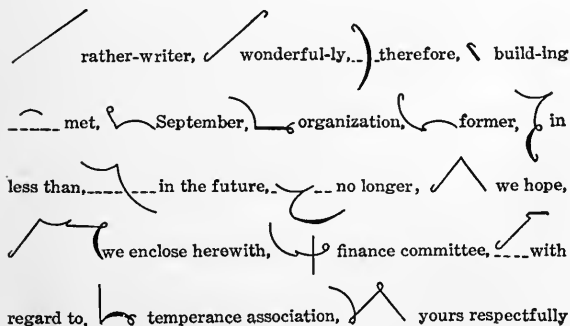 rather-writer, wonderful-ly, therefore, build-ing
met, September, organization, former, in
less than, in the future, no longer, we hope,
we enclose herewith, finance committee, with
regard to, temperance association, yours respectfully